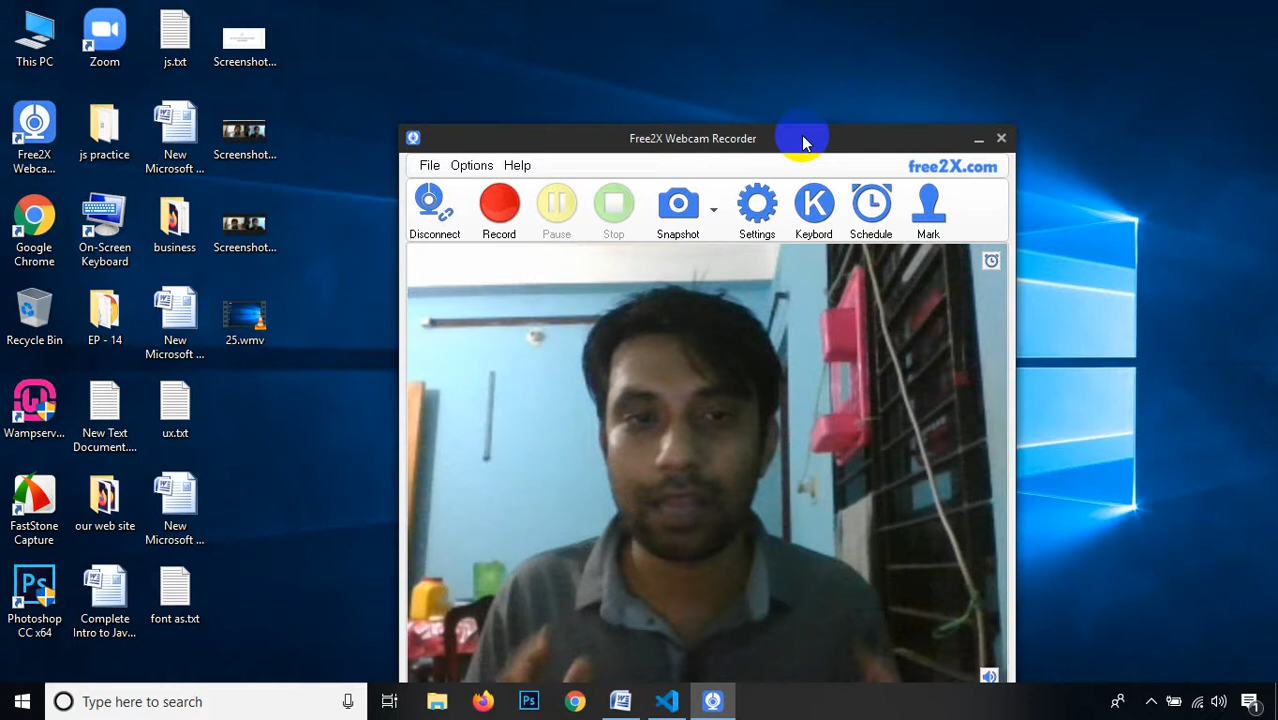 This PC
Zoom
js.txt
Screenshot...
Free2X
Webca...
js practice
New
Microsoft ...
Screenshot...
Google
Chrome
On-Screen
Keyboard
business
Screenshot...
Recycle Bin
EP - 14
New
Microsoft ...
25.wmv
Wampserv...
New Text
Document....
ux.txt
FastStone
Capture
our web site
New
Microsoft ...
Photoshop
CC x64
Complete
Intro to Jav...
font as.txt
Free2X Webcam Recorder
File Options Help
free2X.com
Disconnect Record Pause Stop Snapshot Settings Keybord Schedule Mark
Type here to search